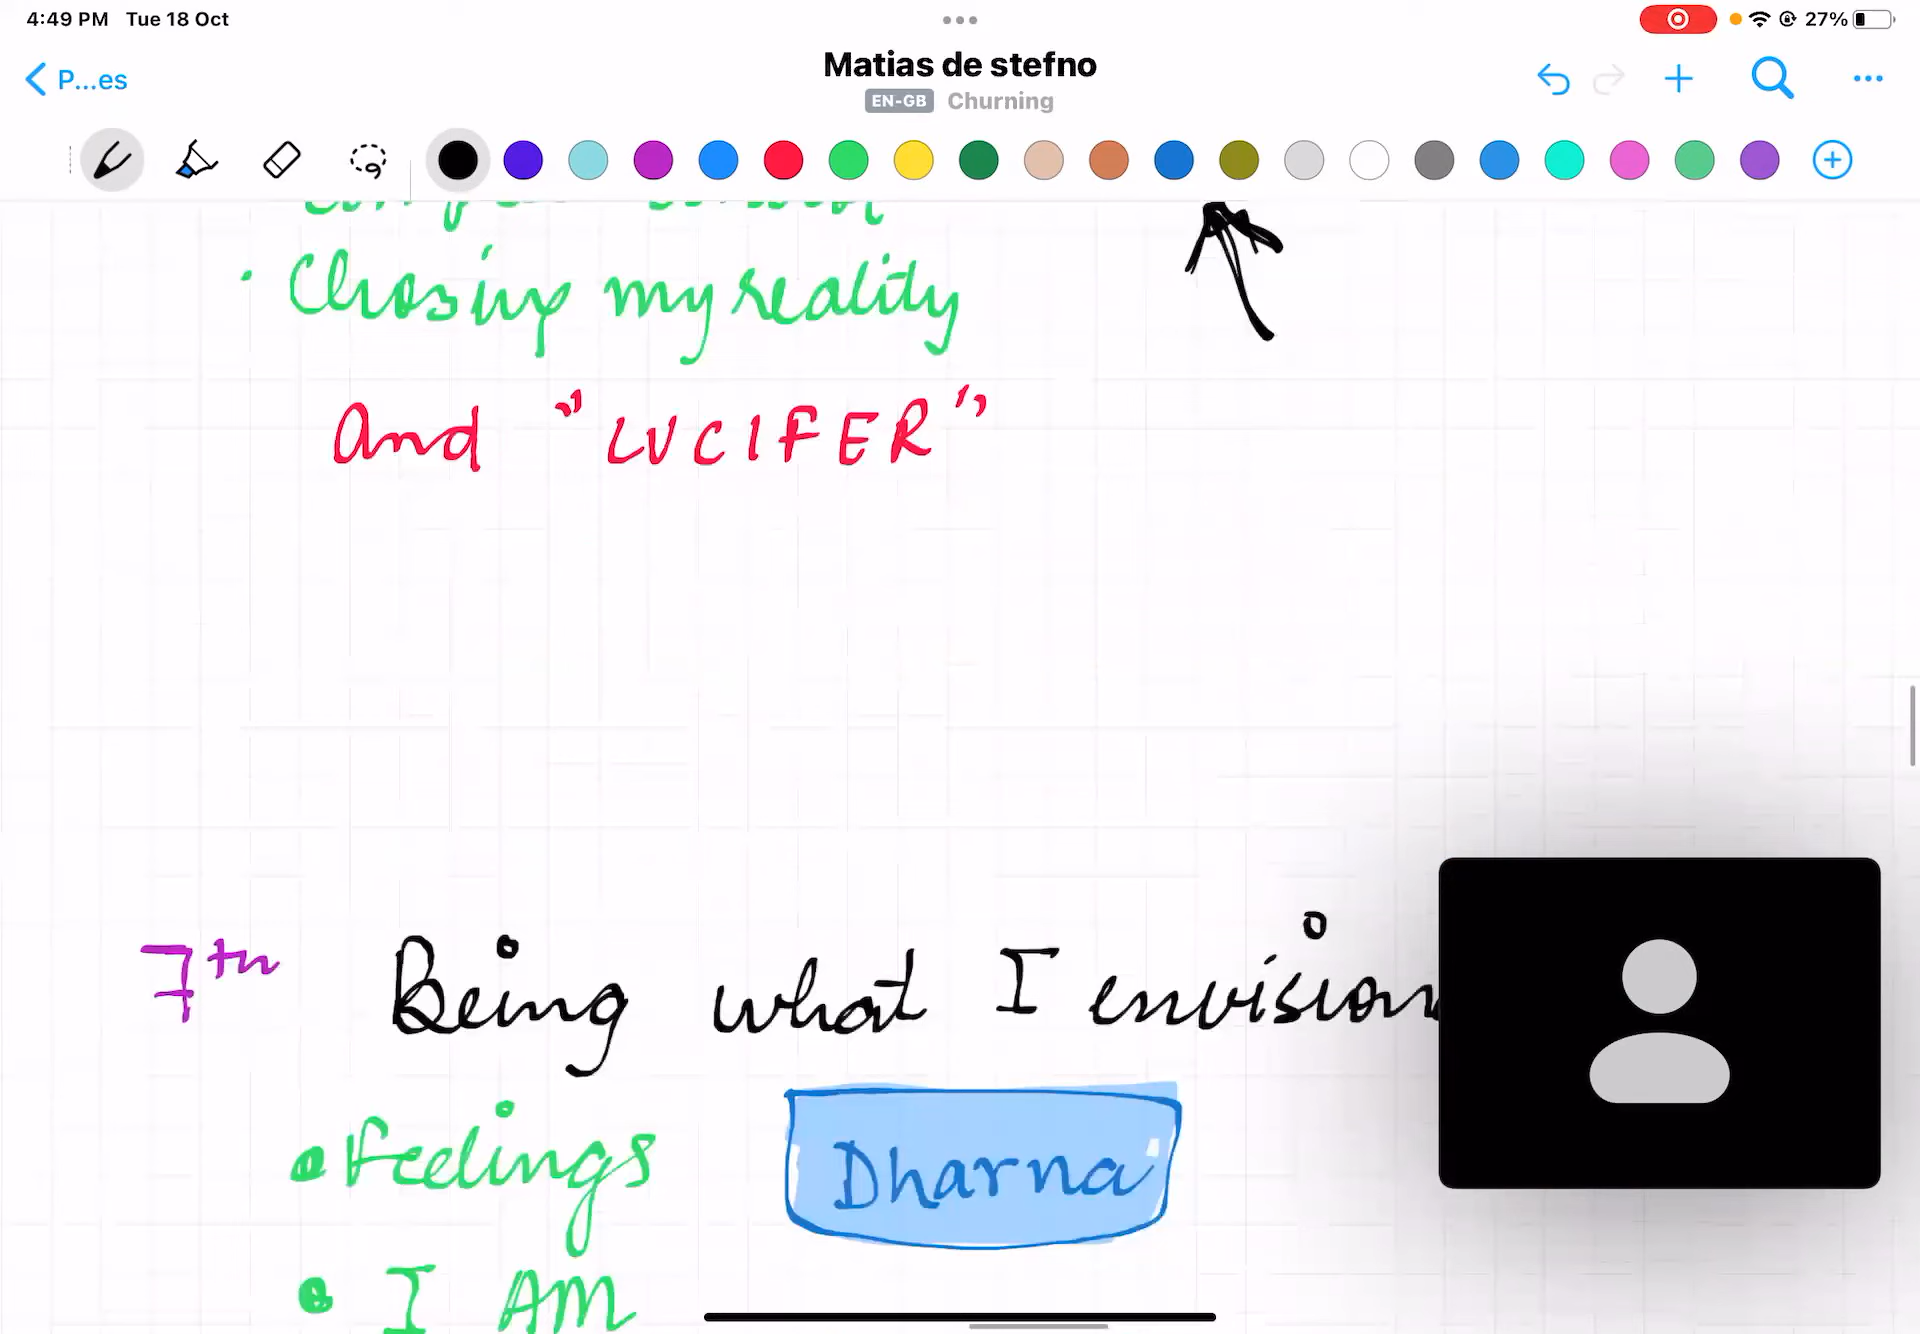 4:49 PM Tue 18 Oct
27%
P...es
Matias de stefno
EN-GB Churning
· Chosing my reality
And "LUCIFER"
7th Being what I envision
• Feelings
Dharna
• I AM